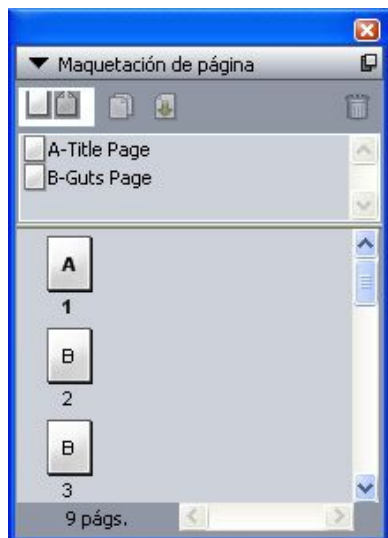 Maquetación de página
A-Title Page
B-Guts Page
A
1
B
2
B
3
9 págs.